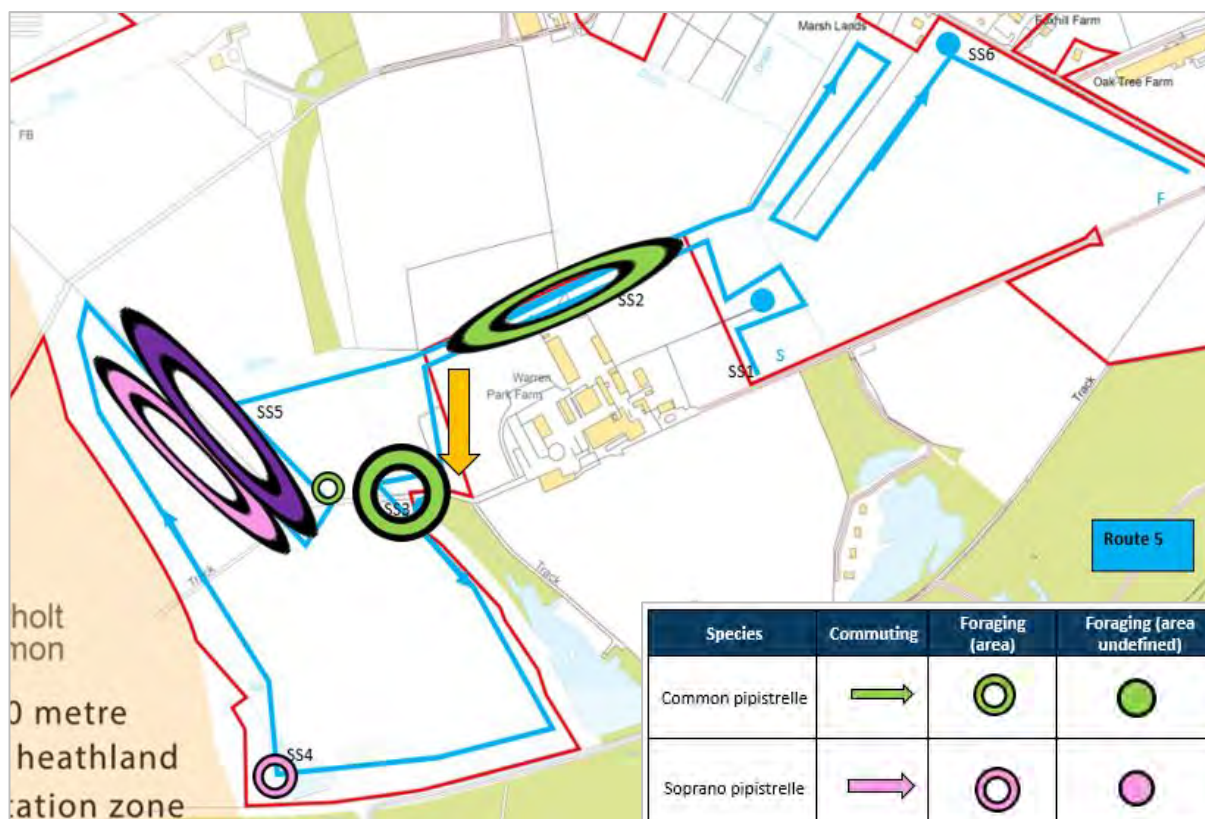 Marsh Lands
Foxhill Farm
SS6
Oak Tree Farm
Drain
FB
F
SS2
SS1
S
Warren
Park Farm
SS5
SS3
Track
Track
Track
Route 5
holt
mon
0 metre
heathland
tation zone
SS4
Species
Commuting
Foraging
(area)
Foraging (area
undefined)
Common pipistrelle
Soprano pipistrelle